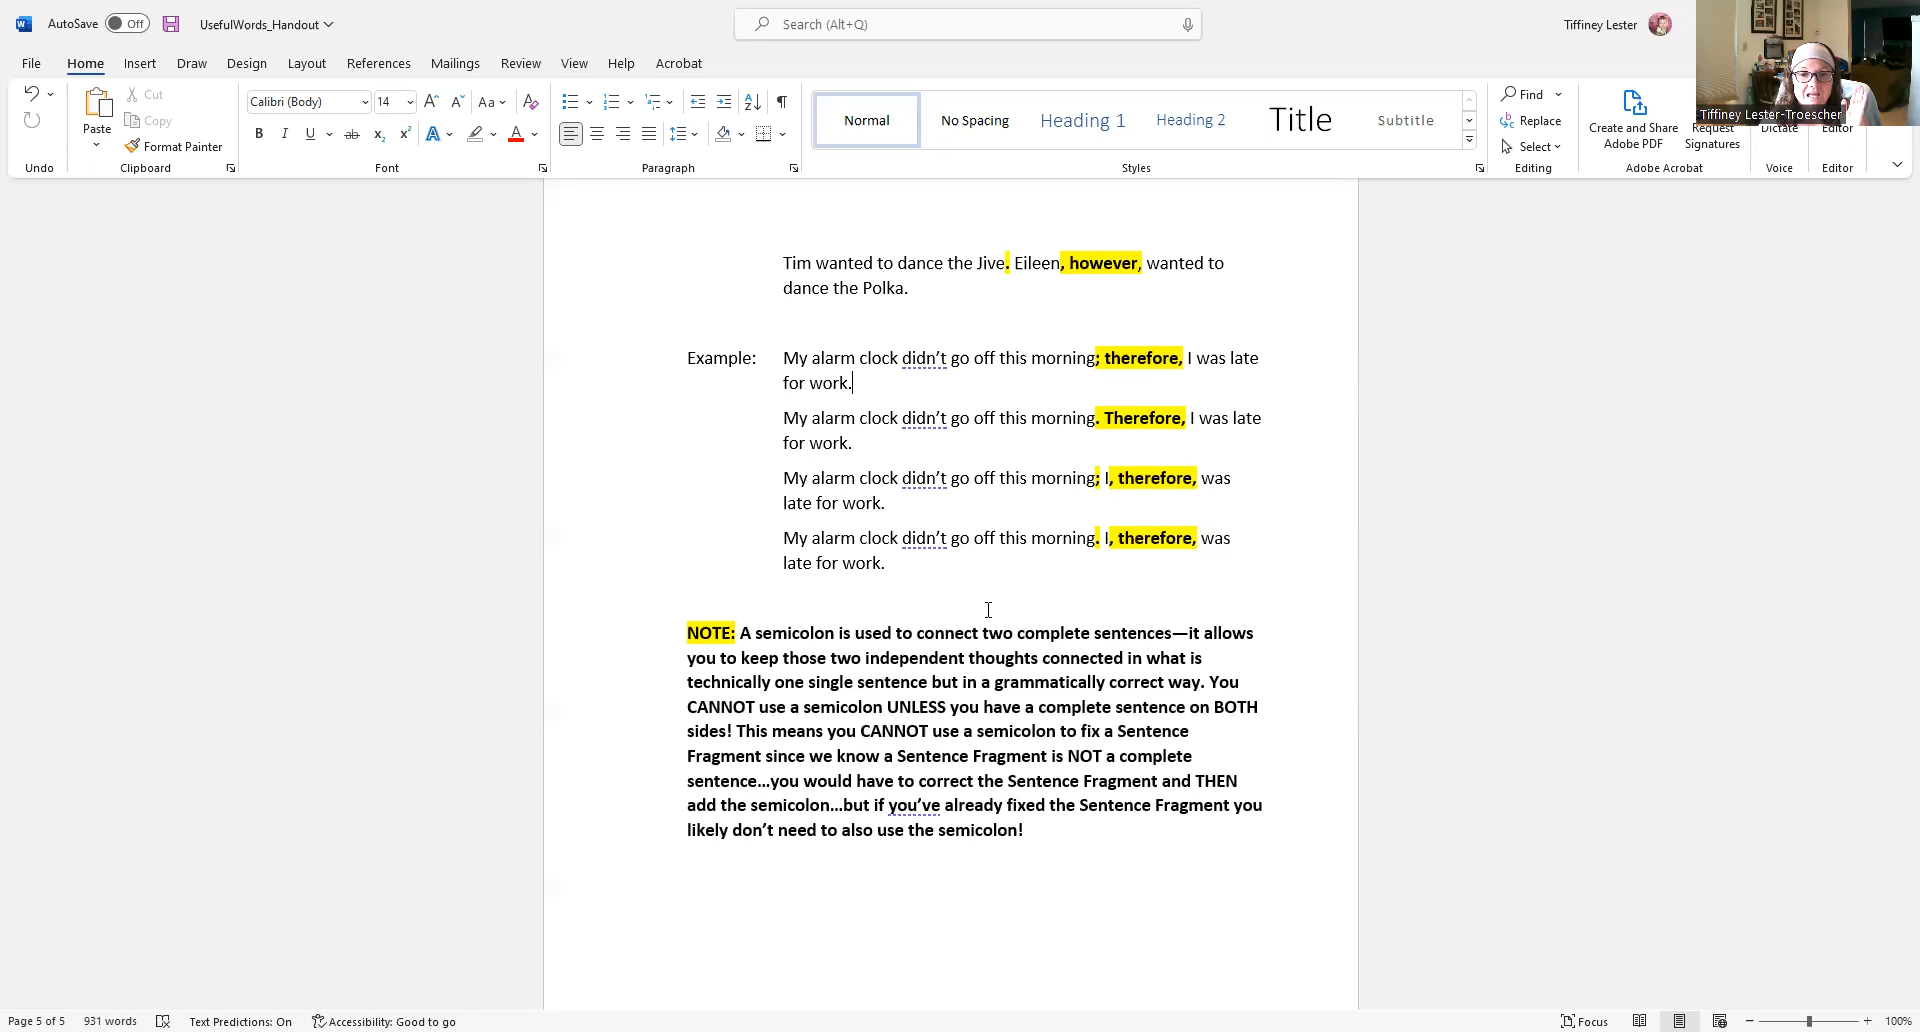 AutoSave Off UsefulWords_Handout Search (Alt+Q) Tiffiney Lester
File Home Insert Draw Design Layout References Mailings Review View Help Acrobat
Paste Cut Copy Format Painter
Calibri (Body) 14 Aa
B I U ab x₂ x² A A
Normal No Spacing Heading 1 Heading 2 Title Subtitle
Find Replace Select
Create and Share Adobe PDF Request Signatures Dictate Editor
Tiffiney Lester-Troescher
Undo Clipboard Font Paragraph Styles Editing Adobe Acrobat Voice Editor
Tim wanted to dance the Jive. Eileen, however, wanted to
dance the Polka.
Example: My alarm clock didn’t go off this morning; therefore, I was late
for work.
My alarm clock didn’t go off this morning. Therefore, I was late
for work.
My alarm clock didn’t go off this morning; I, therefore, was
late for work.
My alarm clock didn’t go off this morning. I, therefore, was
late for work.
NOTE: A semicolon is used to connect two complete sentences—it allows
you to keep those two independent thoughts connected in what is
technically one single sentence but in a grammatically correct way. You
CANNOT use a semicolon UNLESS you have a complete sentence on BOTH
sides! This means you CANNOT use a semicolon to fix a Sentence
Fragment since we know a Sentence Fragment is NOT a complete
sentence…you would have to correct the Sentence Fragment and THEN
add the semicolon…but if you’ve already fixed the Sentence Fragment you
likely don’t need to also use the semicolon!
Page 5 of 5 931 words Text Predictions: On Accessibility: Good to go Focus 100%